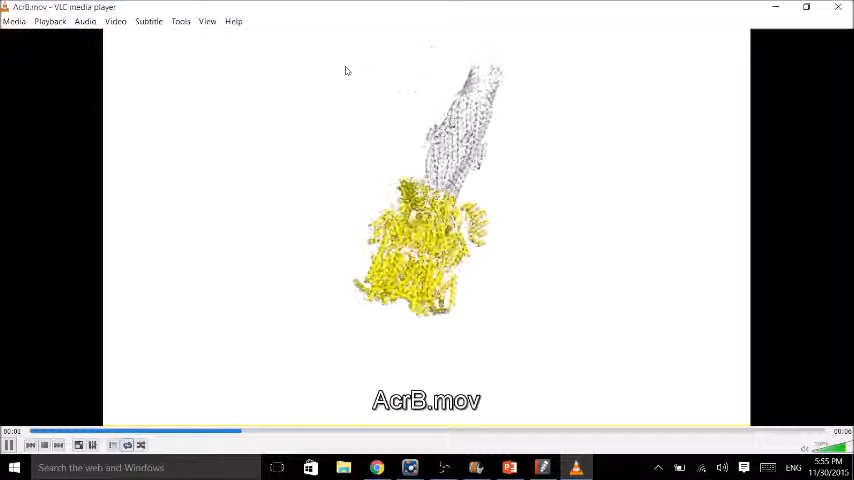 AcrB.mov - VLC media player
Media Playback Audio Video Subtitle Tools View Help
AcrB.mov
00:01
00:06
Search the web and Windows
ENG
5:55 PM
11/30/2015